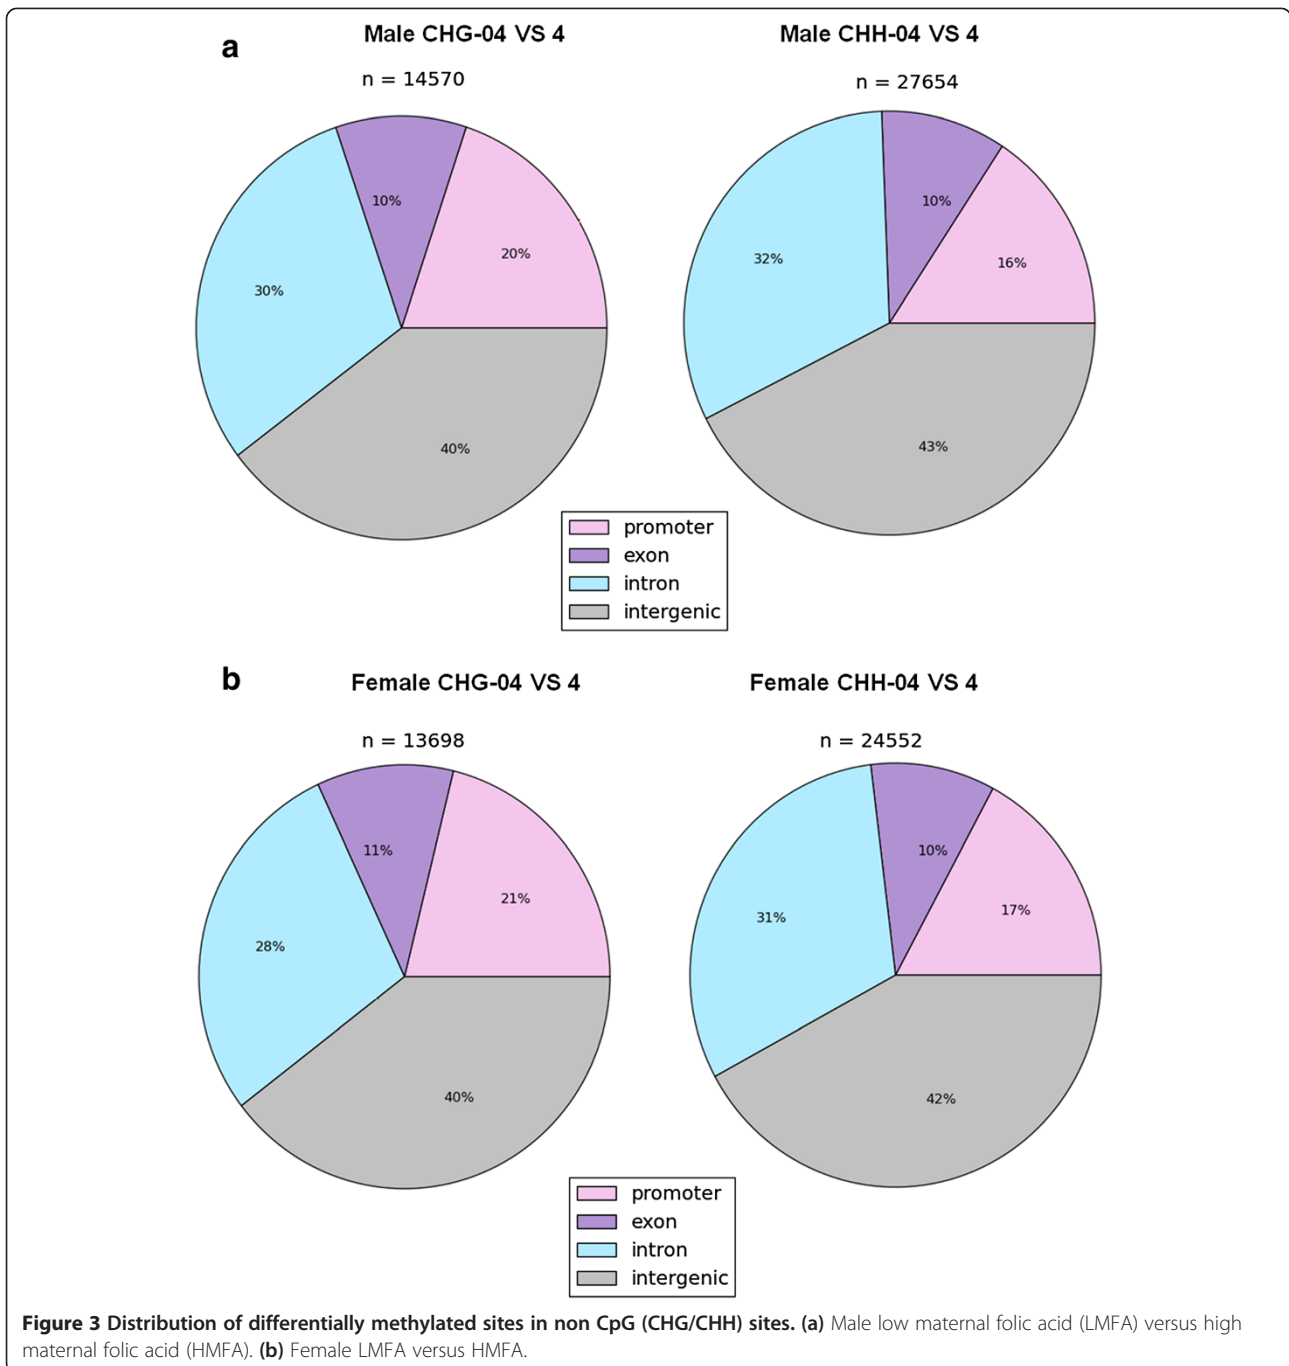 a
Male CHG-04 VS 4
Male CHH-04 VS 4
n = 14570
n = 27654
10%
20%
30%
40%
10%
16%
32%
43%
promoter
exon
intron
intergenic
b
Female CHG-04 VS 4
Female CHH-04 VS 4
n = 13698
n = 24552
11%
21%
28%
40%
10%
17%
31%
42%
promoter
exon
intron
intergenic
Figure 3 Distribution of differentially methylated sites in non CpG (CHG/CHH) sites. (a) Male low maternal folic acid (LMFA) versus high
maternal folic acid (HMFA). (b) Female LMFA versus HMFA.